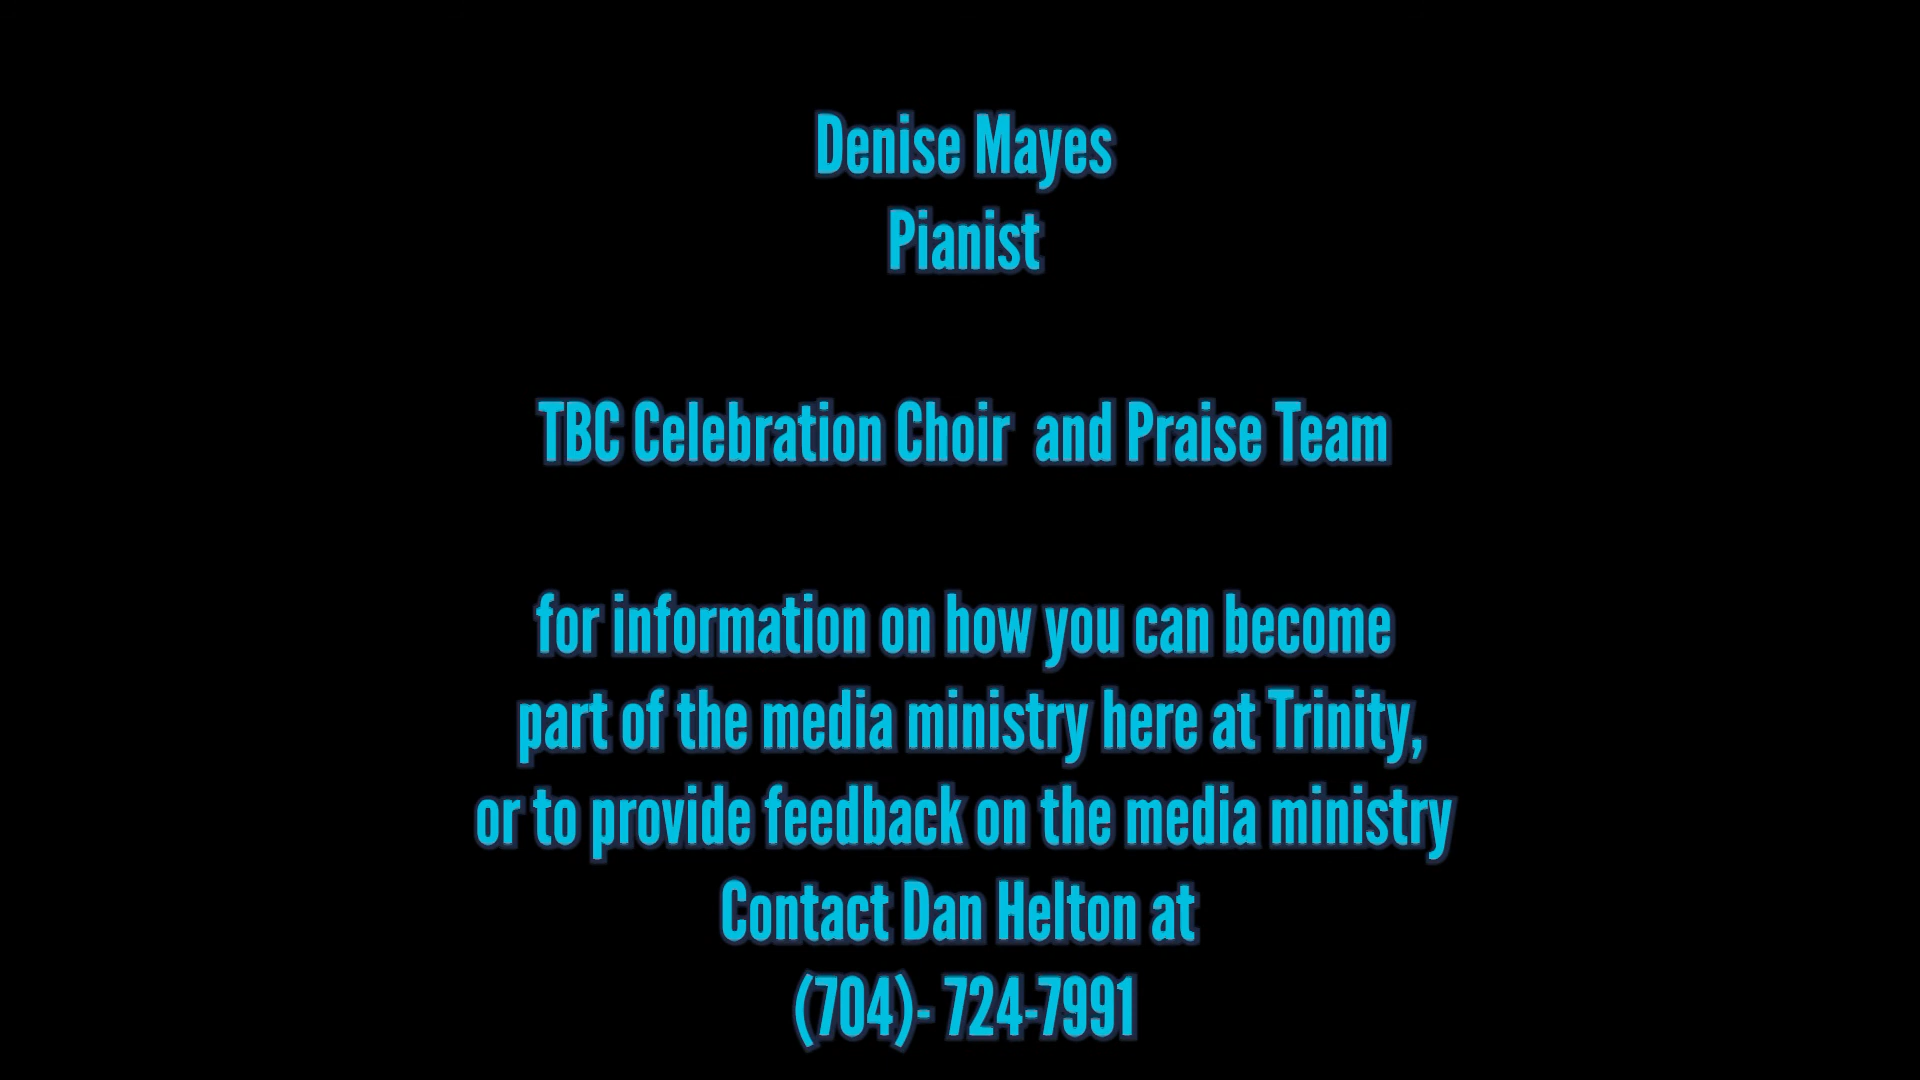 Denise Mayes
Pianist
TBC Celebration Choir  and Praise Team
for information on how you can become
part of the media ministry here at Trinity,
or to provide feedback on the media ministry
Contact Dan Helton at
(704)- 724-7991